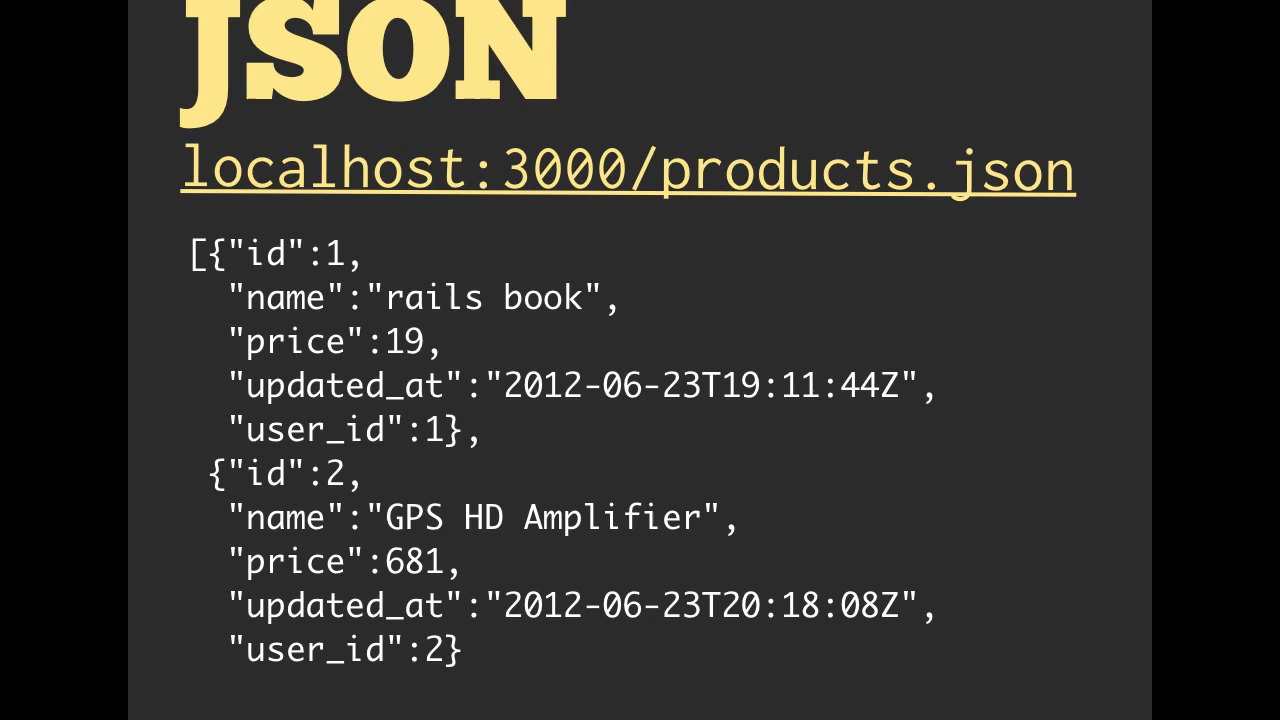 JSON
localhost:3000/products.json
[{"id":1,
"name":"rails book",
"price":19,
"updated_at":"2012-06-23T19:11:44Z",
"user_id":1},
{"id":2,
"name":"GPS HD Amplifier",
"price":681,
"updated_at":"2012-06-23T20:18:08Z",
"user_id":2}